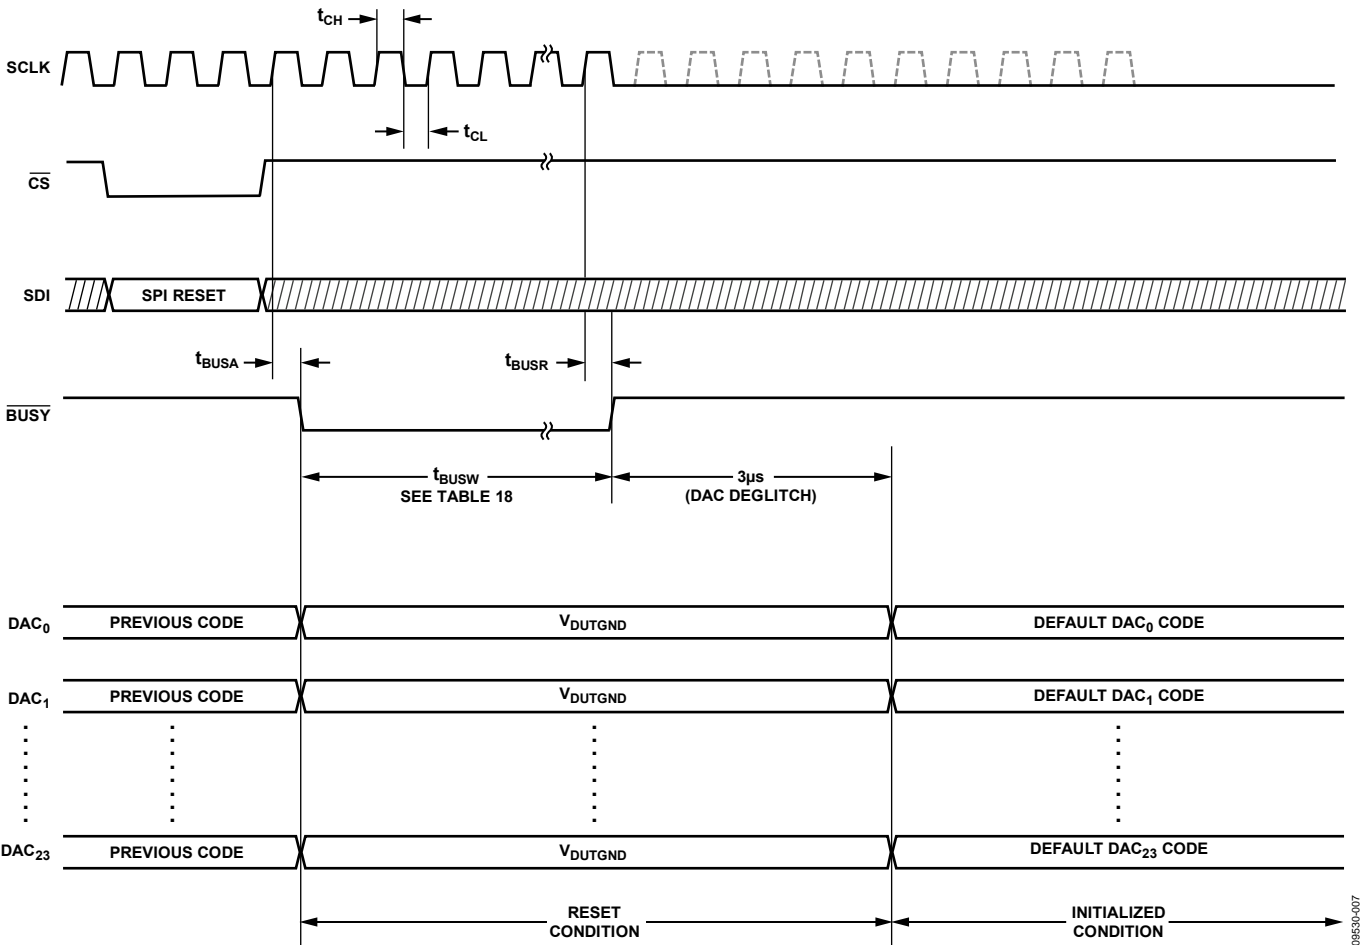 tCH
SCLK
tCL
CS
SDI
SPI RESET
tBUSA
tBUSR
BUSY
tBUSW
SEE TABLE 18
3µs
(DAC DEGLITCH)
DAC0
PREVIOUS CODE
VDUTGND
DEFAULT DAC0 CODE
DAC1
PREVIOUS CODE
VDUTGND
DEFAULT DAC1 CODE
DAC23
PREVIOUS CODE
VDUTGND
DEFAULT DAC23 CODE
RESET
CONDITION
INITIALIZED
CONDITION
09530-007